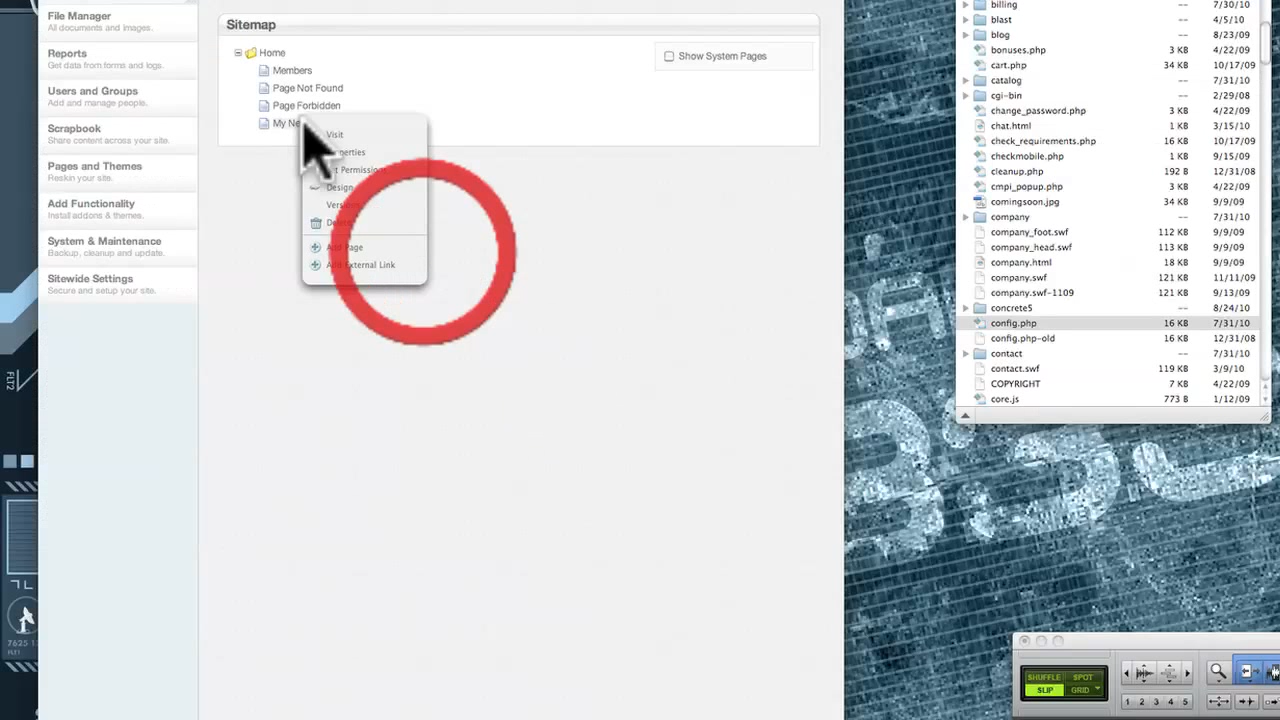 File Manager
All documents and images.
Reports
Get data from forms and logs.
Users and Groups
Add and manage people.
Scrapbook
Share content across your site.
Pages and Themes
Reskin your site.
Add Functionality
Install addons & themes.
System & Maintenance
Backup, cleanup and update.
Sitewide Settings
Secure and setup your site.
Sitemap
Home
Members
Page Not Found
Page Forbidden
My Ne
Show System Pages
Visit
Design
Add Page
Add External Link
billing -- 7/30/10
blast -- 4/5/10
blog -- 8/23/09
bonuses.php 3 KB 4/22/09
cart.php 34 KB 10/17/09
catalog -- 7/31/10
cgi-bin -- 2/29/08
change_password.php 3 KB 4/22/09
chat.html 1 KB 3/15/10
check_requirements.php 16 KB 10/17/09
checkmobile.php 1 KB 9/15/09
cleanup.php 192 B 12/31/08
cmpi_popup.php 3 KB 4/22/09
comingsoon.jpg 34 KB 9/9/09
company -- 7/31/10
company_foot.swf 112 KB 9/9/09
company_head.swf 113 KB 9/9/09
company.html 18 KB 9/9/09
company.swf 121 KB 11/11/09
company.swf-1109 121 KB 9/13/09
concrete5 -- 8/24/10
config.php 16 KB 7/31/10
config.php-old 16 KB 12/31/08
contact -- 7/31/10
contact.swf 119 KB 3/9/10
COPYRIGHT 7 KB 4/22/09
core.js 773 B 1/12/09
FLT2
SHUFFLE SPOT
SLIP GRID
1 2 3 4 5